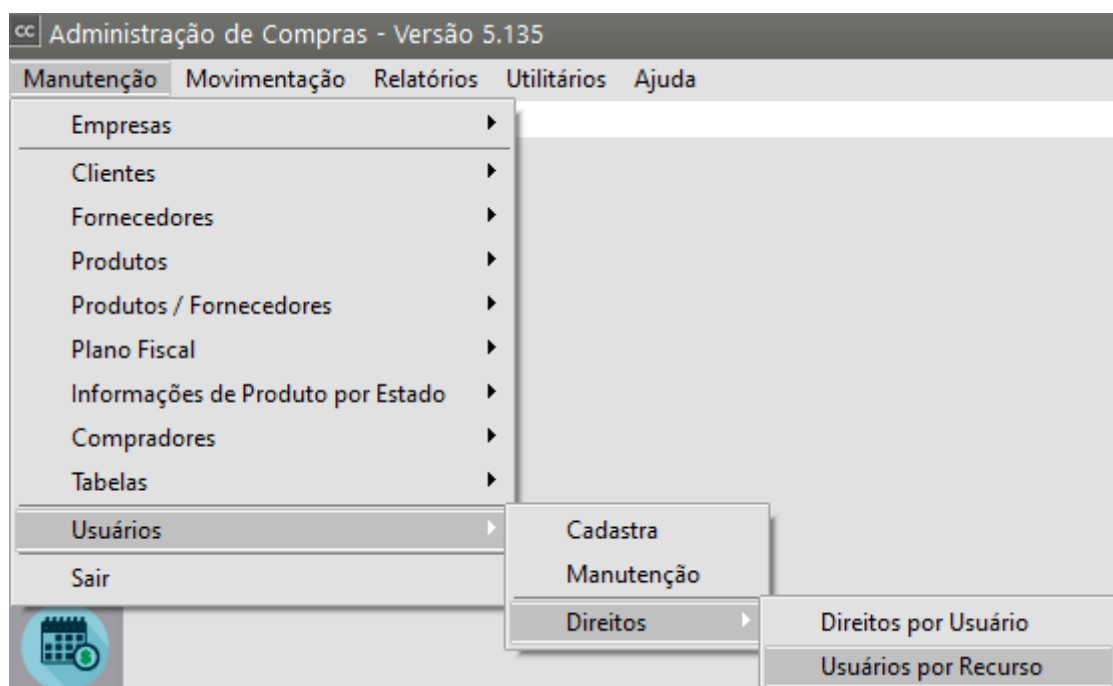 cc Administração de Compras - Versão 5.135
Manutenção Movimentação Relatórios Utilitários Ajuda
Empresas
Clientes
Fornecedores
Produtos
Produtos / Fornecedores
Plano Fiscal
Informações de Produto por Estado
Compradores
Tabelas
Usuários
Sair
Cadastra
Manutenção
Direitos
Direitos por Usuário
Usuários por Recurso